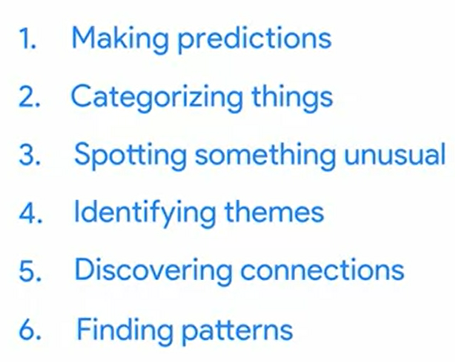 1. Making predictions
2. Categorizing things
3. Spotting something unusual
4. Identifying themes
5. Discovering connections
6. Finding patterns